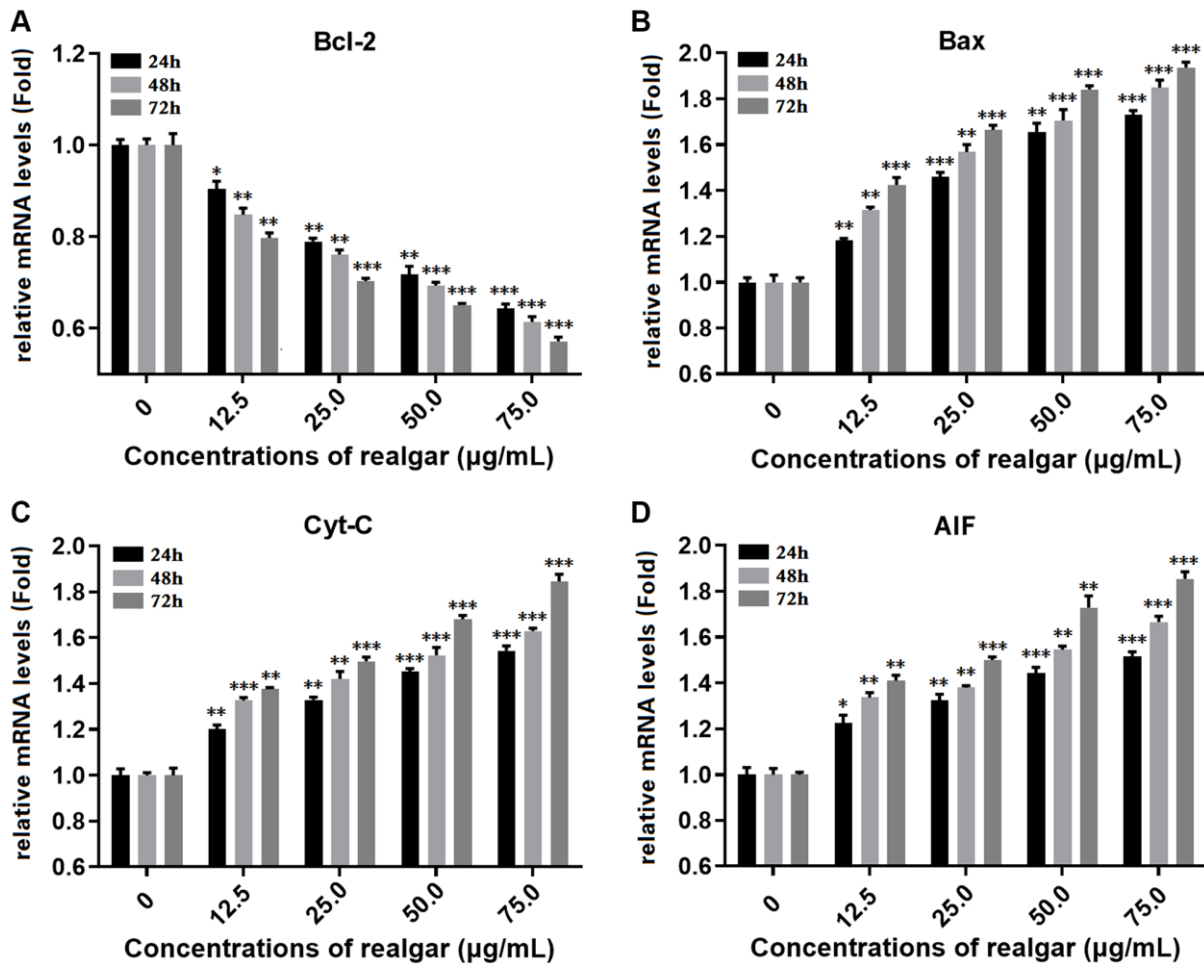 A
Bcl-2
relative mRNA levels (Fold)
1.2
1.0
0.8
0.6
24h
48h
72h
* ** **
** ** ***
** *** ***
*** *** ***
0 12.5 25.0 50.0 75.0
Concentrations of realgar (µg/mL)
B
Bax
relative mRNA levels (Fold)
2.0
1.8
1.6
1.4
1.2
1.0
0.8
0.6
24h
48h
72h
** ** ***
*** ** ***
** *** ***
*** *** ***
0 12.5 25.0 50.0 75.0
Concentrations of realgar (µg/mL)
C
Cyt-C
relative mRNA levels (Fold)
2.0
1.8
1.6
1.4
1.2
1.0
0.8
0.6
24h
48h
72h
** *** **
** ** ***
*** *** ***
*** *** ***
0 12.5 25.0 50.0 75.0
Concentrations of realgar (µg/mL)
D
AIF
relative mRNA levels (Fold)
2.0
1.8
1.6
1.4
1.2
1.0
0.8
0.6
24h
48h
72h
* ** **
** ** ***
*** ** **
*** *** ***
0 12.5 25.0 50.0 75.0
Concentrations of realgar (µg/mL)